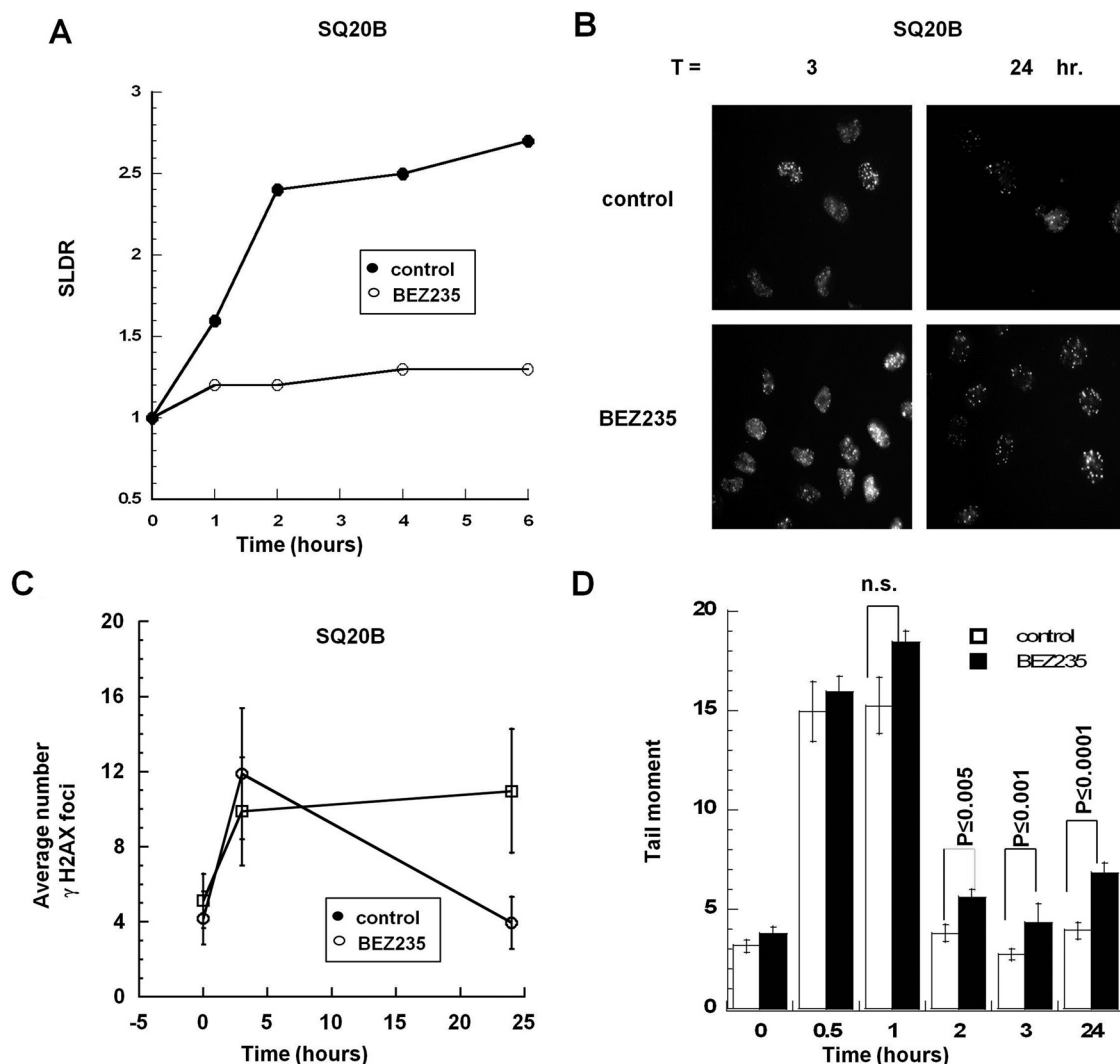 A
SQ20B
SLDR
3
2.5
2
1.5
1
0.5
0 1 2 3 4 5 6
Time (hours)
control
BEZ235
B
SQ20B
T = 3 24 hr.
control
BEZ235
C
SQ20B
Average number
γ H2AX foci
20
16
12
8
4
0
-5 0 5 10 15 20 25
Time (hours)
control
BEZ235
D
n.s.
Tail moment
20
15
10
5
0
control
BEZ235
P≤0.005
P≤0.001
P≤0.0001
0 0.5 1 2 3 24
Time (hours)